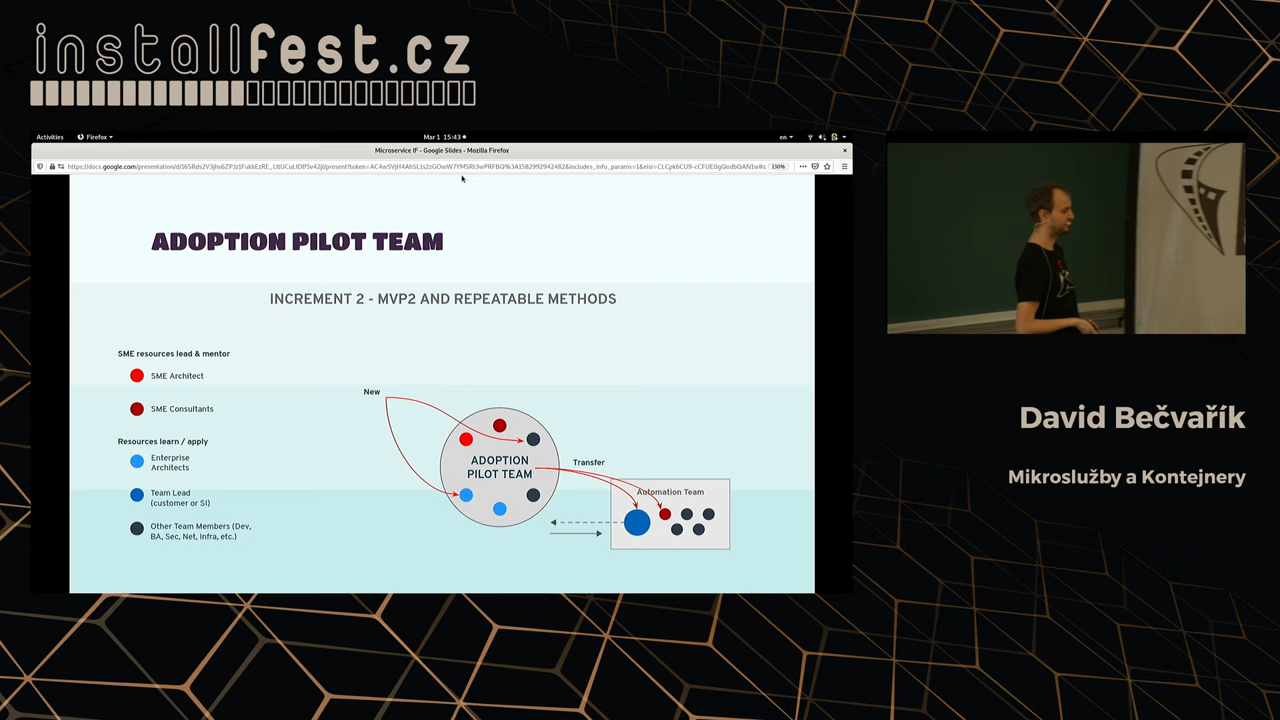 installfest.cz
Activities
Firefox
Mar 1 15:43
en
Microservice IF - Google Slides - Mozilla Firefox
130%
ADOPTION PILOT TEAM
INCREMENT 2 - MVP2 AND REPEATABLE METHODS
SME resources lead & mentor
SME Architect
SME Consultants
Resources learn / apply
Enterprise
Architects
Team Lead
(customer or SI)
Other Team Members (Dev,
BA, Sec, Net, Infra, etc.)
New
ADOPTION
PILOT TEAM
Transfer
Automation Team
David Bečvařík
Mikroslužby a Kontejnery